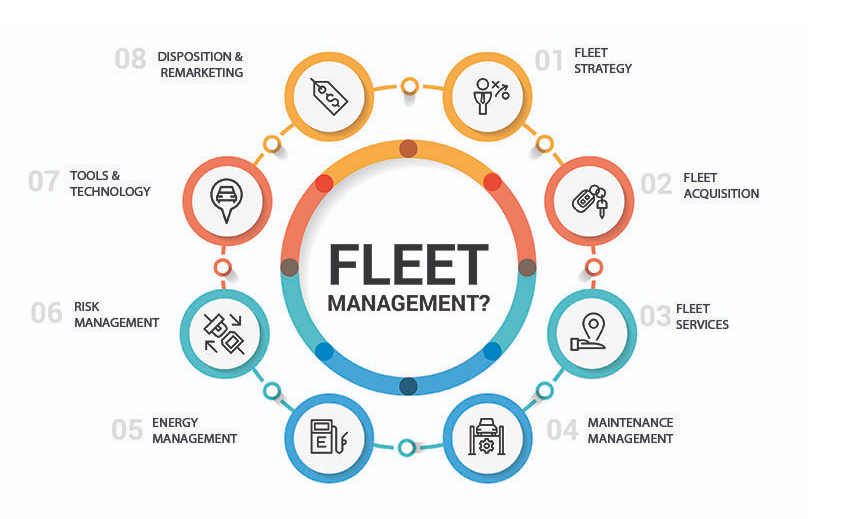 FLEET
MANAGEMENT?
01
FLEET
STRATEGY
02
FLEET
ACQUISITION
03
FLEET
SERVICES
04
MAINTENANCE
MANAGEMENT
05
ENERGY
MANAGEMENT
E
06
RISK
MANAGEMENT
07
TOOLS &
TECHNOLOGY
08
DISPOSITION &
REMARKETING
$